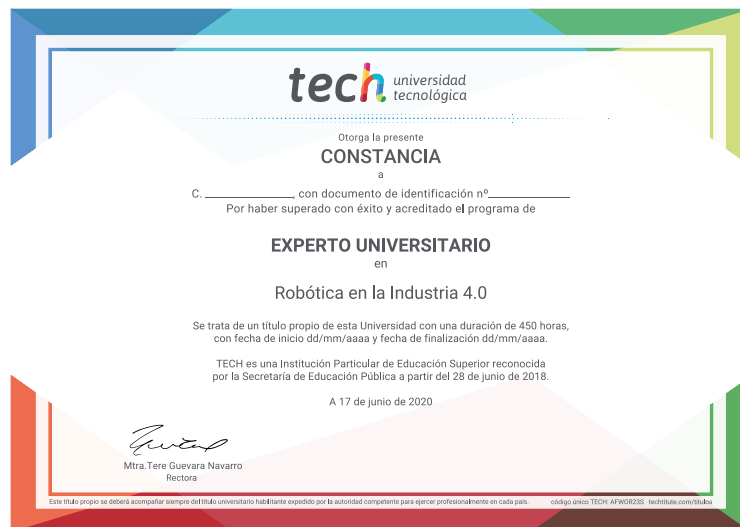 tech universidad
tecnológica
Otorga la presente
CONSTANCIA
a
C. ______________, con documento de identificación nº______________
Por haber superado con éxito y acreditado el programa de
EXPERTO UNIVERSITARIO
en
Robótica en la Industria 4.0
Se trata de un título propio de esta Universidad con una duración de 450 horas,
con fecha de inicio dd/mm/aaaa y fecha de finalización dd/mm/aaaa.
TECH es una Institución Particular de Educación Superior reconocida
por la Secretaría de Educación Pública a partir del 28 de junio de 2018.
A 17 de junio de 2020
Mtra.Tere Guevara Navarro
Rectora
Este título propio se deberá acompañar siempre del título universitario habilitante expedido por la autoridad competente para ejercer profesionalmente en cada país. código único TECH: AFWOR23S techtitute.com/titulos